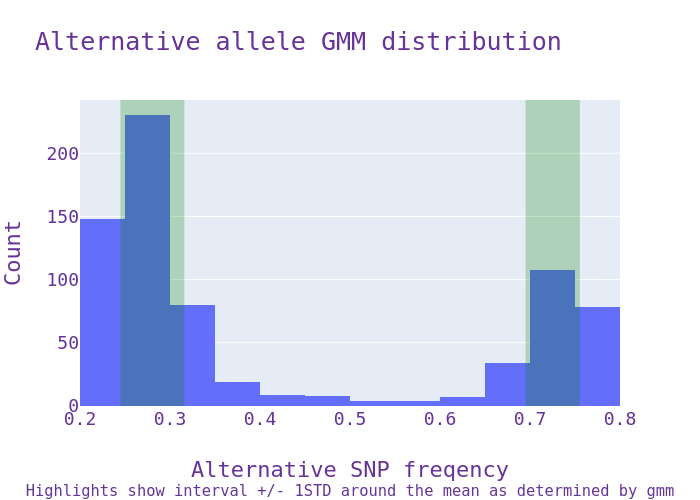 Alternative allele GMM distribution
200
150
100
50
0
Count
0.2 0.3 0.4 0.5 0.6 0.7 0.8
Alternative SNP freqency
Highlights show interval +/- 1STD around the mean as determined by gmm